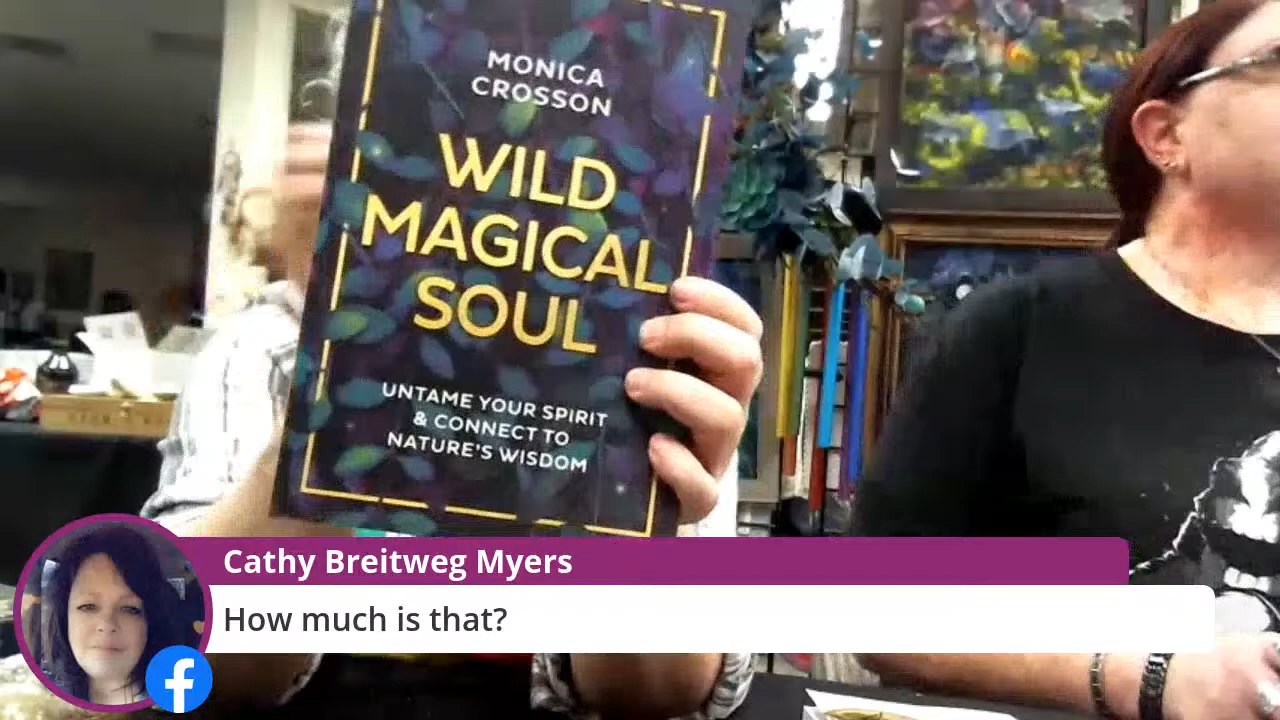 MONICA
CROSSON
WILD
MAGICAL
SOUL
UNTAME YOUR SPIRIT
& CONNECT TO
NATURE'S WISDOM
Cathy Breitweg Myers
How much is that?